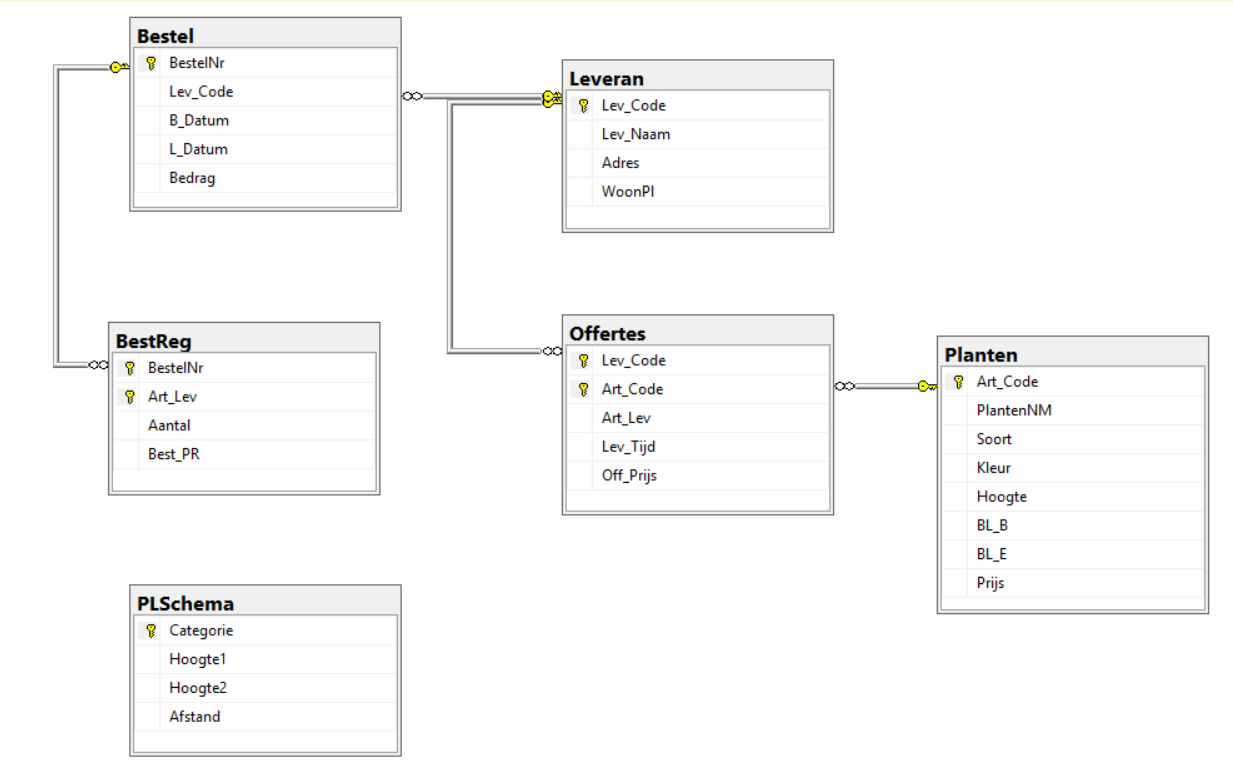 Bestel
BestelNr
Lev_Code
B_Datum
L_Datum
Bedrag
Leveran
Lev_Code
Lev_Naam
Adres
WoonPl
BestReg
BestelNr
Art_Lev
Aantal
Best_PR
Offertes
Lev_Code
Art_Code
Art_Lev
Lev_Tijd
Off_Prijs
Planten
Art_Code
PlantenNM
Soort
Kleur
Hoogte
BL_B
BL_E
Prijs
PLSchema
Categorie
Hoogte1
Hoogte2
Afstand